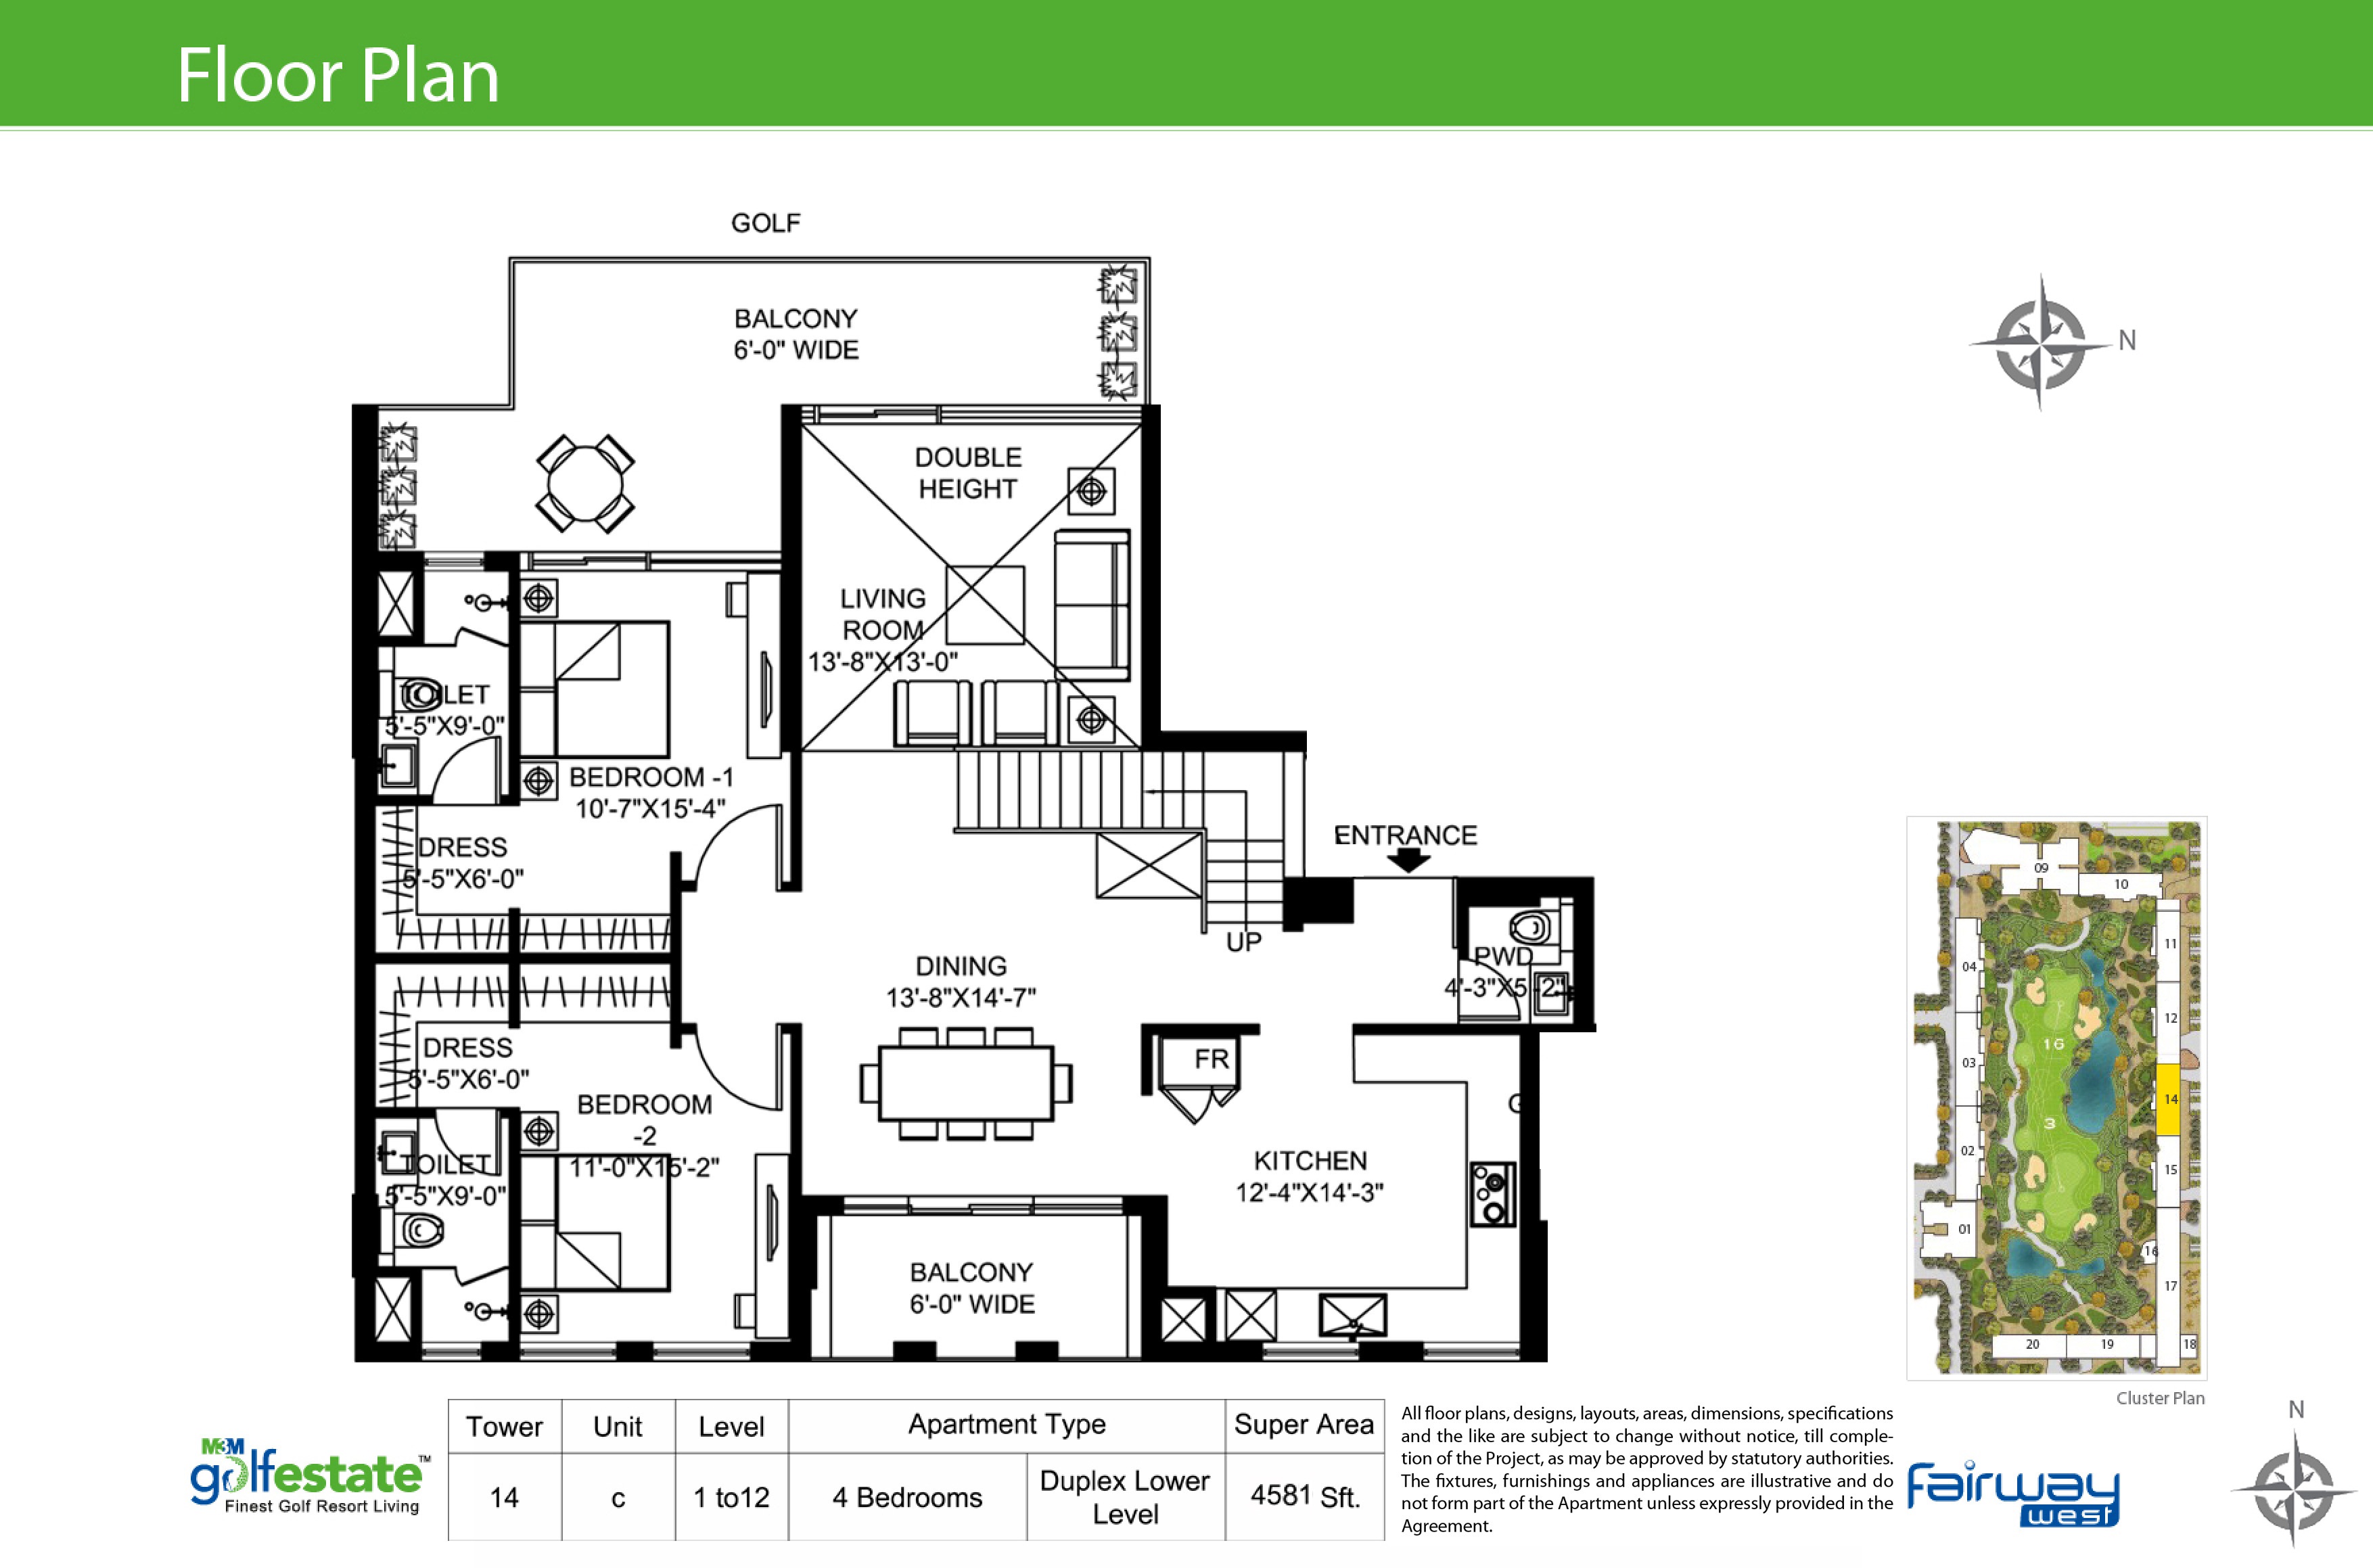 Floor Plan
GOLF
BALCONY
6'-0" WIDE
N
DOUBLE
HEIGHT
LIVING
ROOM
13'-8"X13'-0"
TOILET
5'-5"X9'-0"
BEDROOM -1
10'-7"X15'-4"
DRESS
5'-5"X6'-0"
ENTRANCE
UP
PWD
4'-3"X5'-2"
DINING
13'-8"X14'-7"
DRESS
5'-5"X6'-0"
FR
G
BEDROOM
-2
11'-0"X15'-2"
TOILET
5'-5"X9'-0"
KITCHEN
12'-4"X14'-3"
BALCONY
6'-0" WIDE
09
10
11
04
12
16
03
14
3
02
15
01
16
17
20
19
18
Cluster Plan
N
M3M
golfestate™
Finest Golf Resort Living
Tower Unit Level Apartment Type Super Area
14 c 1 to12 4 Bedrooms Duplex Lower Level 4581 Sft.
All floor plans, designs, layouts, areas, dimensions, specifications
and the like are subject to change without notice, till comple-
tion of the Project, as may be approved by statutory authorities.
The fixtures, furnishings and appliances are illustrative and do
not form part of the Apartment unless expressly provided in the
Agreement.
Fairway
west